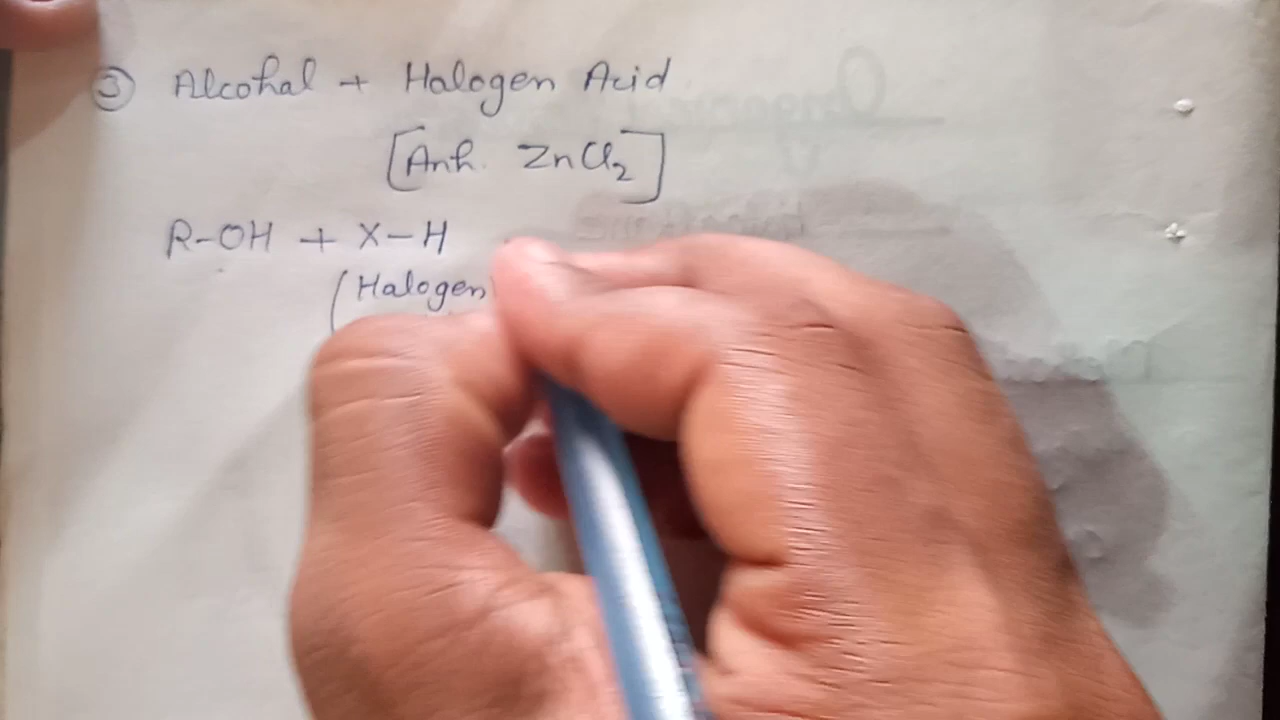 ③ Alcohal + Halogen Acid
[Anh. ZnCl₂]
R-OH + X-H
(Halogen